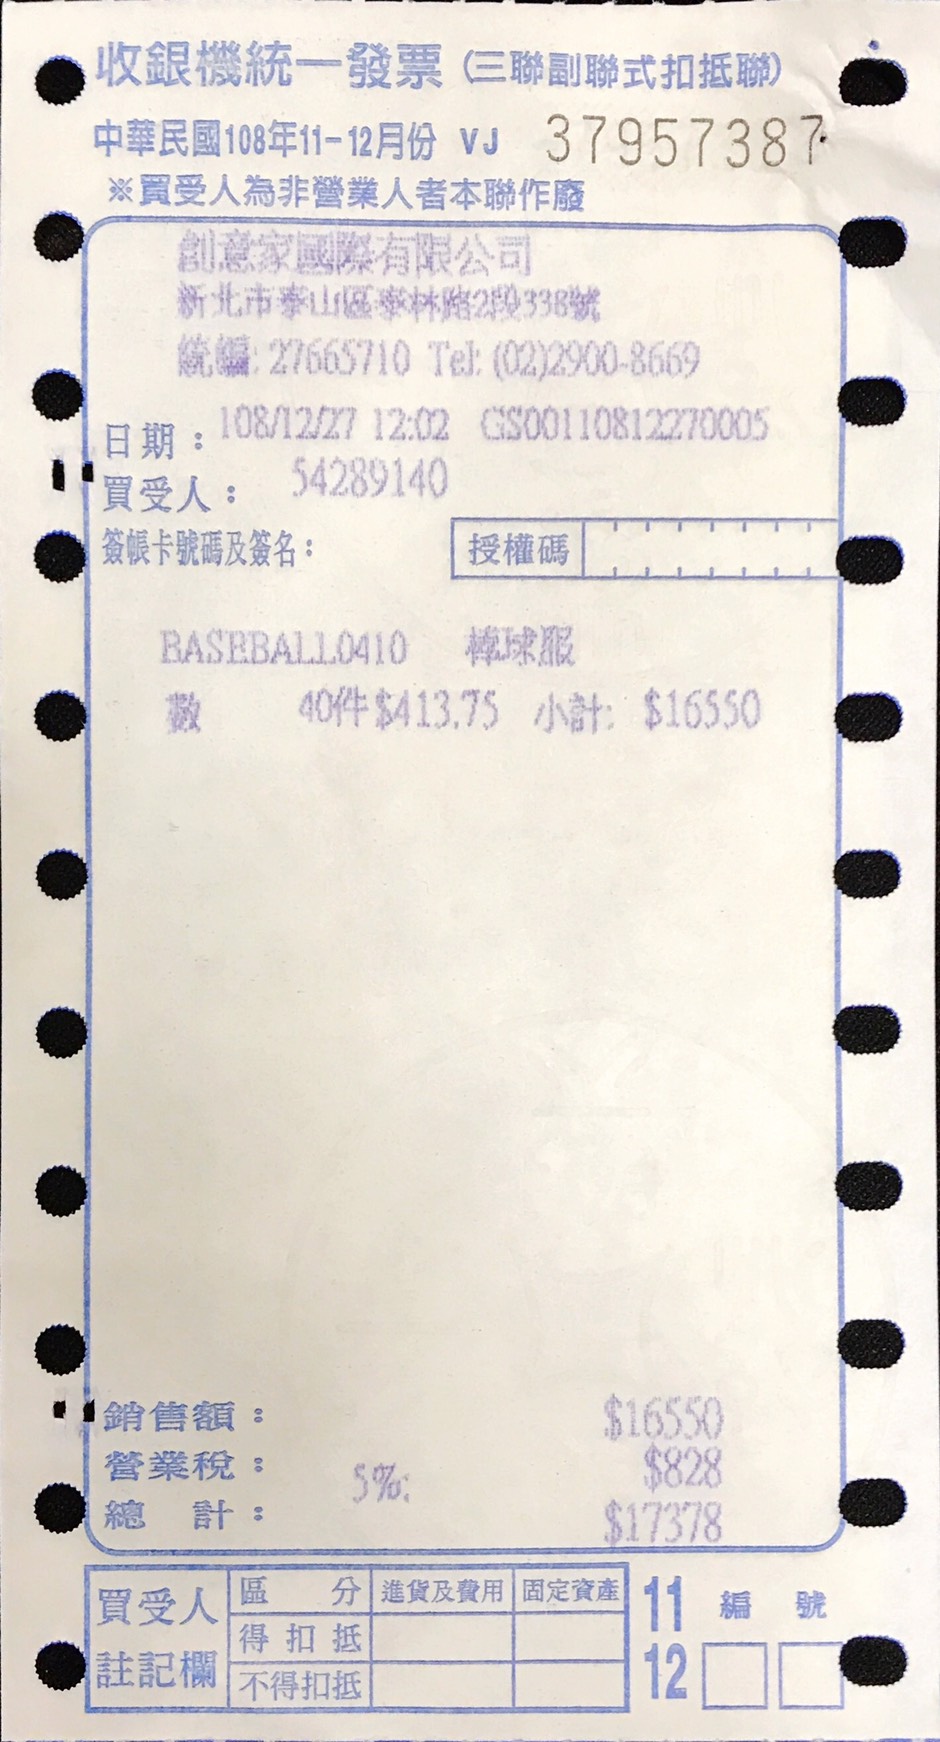 收銀機統一發票(三聯副聯式扣抵聯)
中華民國108年11-12月份 VJ 37957387
※買受人為非營業人者本聯作廢
創意家國際有限公司
新北市泰山區泰林路2段338號
統編: 27665710 Tel: (02)2900-8669
日期： 108/12/27 12:02 GS00110812270005
買受人： 54289140
簽帳卡號碼及簽名： 授權碼
BASEBALL0410 棒球服
數 40件 $413.75 小計: $16550
銷售額： $16550
營業稅： 5%: $828
總計： $17378
買受人註記欄 區分 進貨及費用 固定資產
得扣抵
不得扣抵
11 12 編號